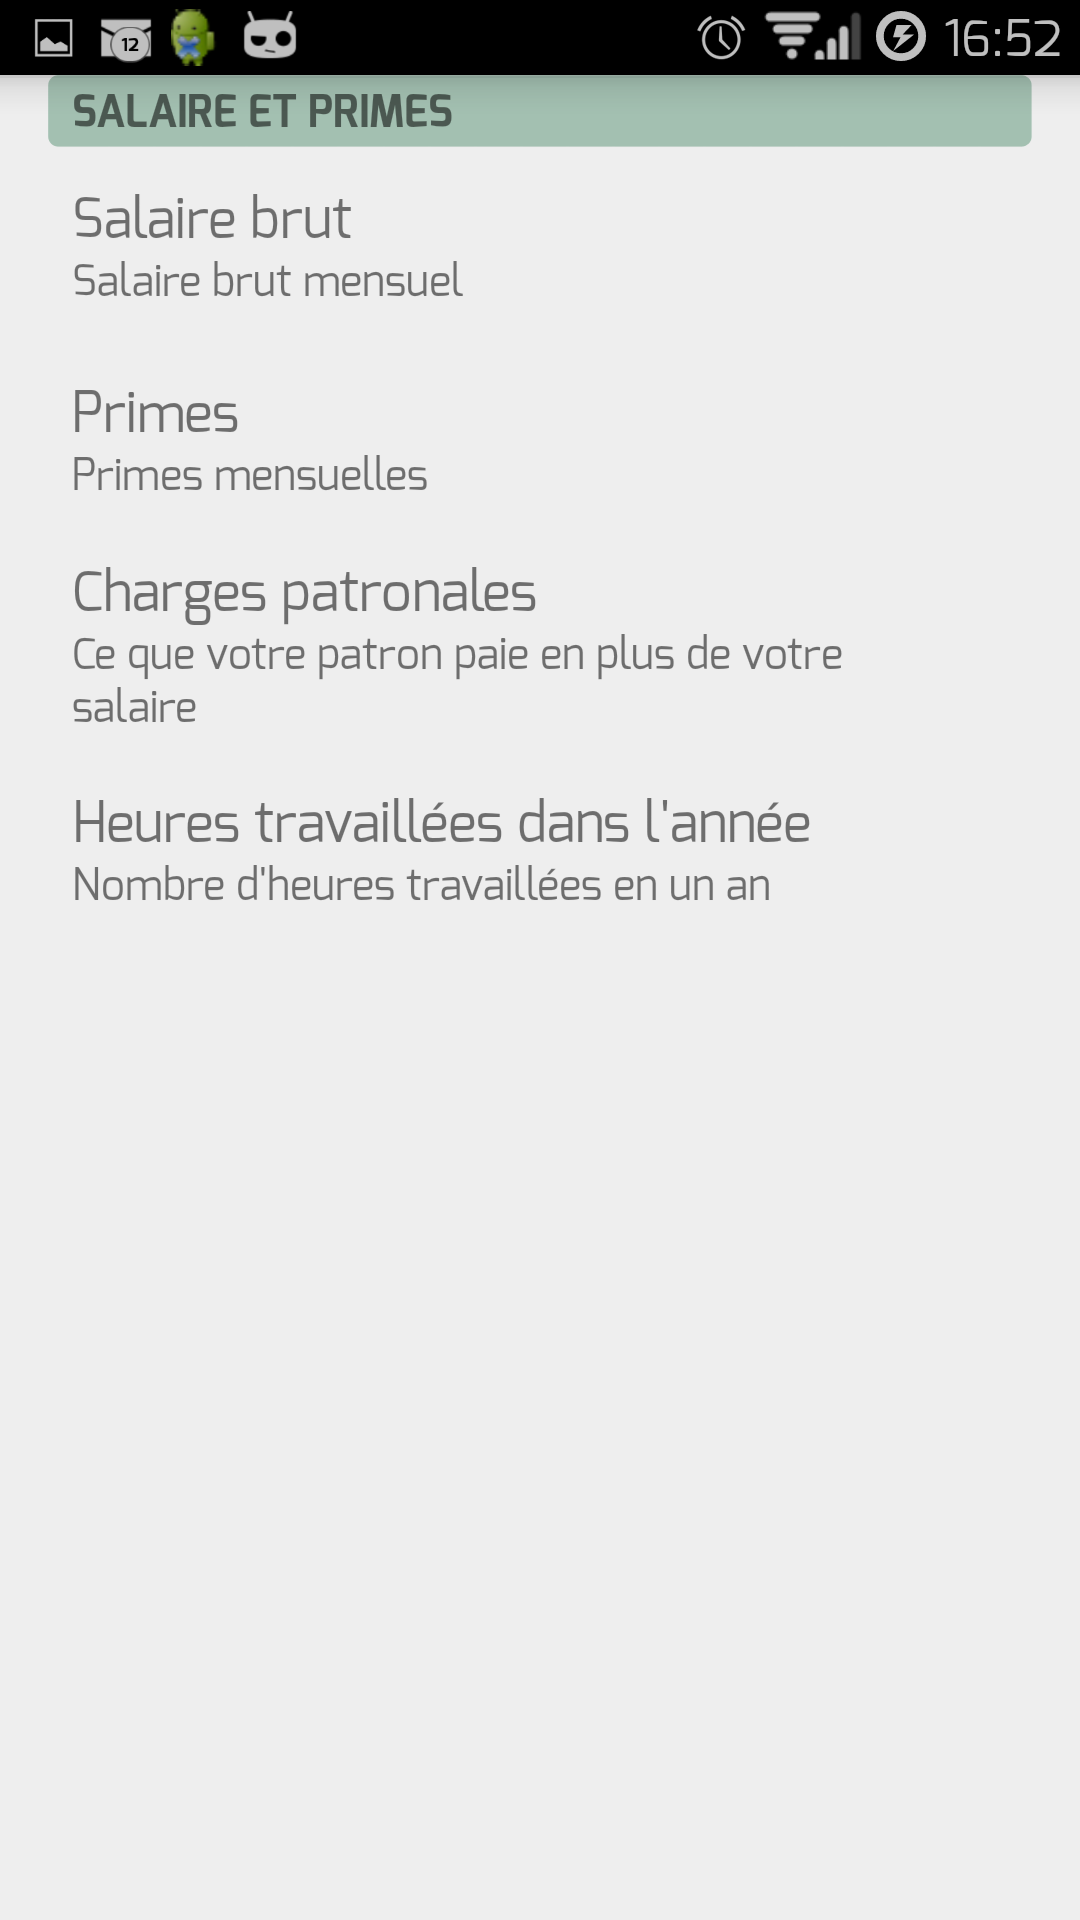 12
16:52
SALAIRE ET PRIMES
Salaire brut
Salaire brut mensuel
Primes
Primes mensuelles
Charges patronales
Ce que votre patron paie en plus de votre
salaire
Heures travaillées dans l'année
Nombre d'heures travaillées en un an